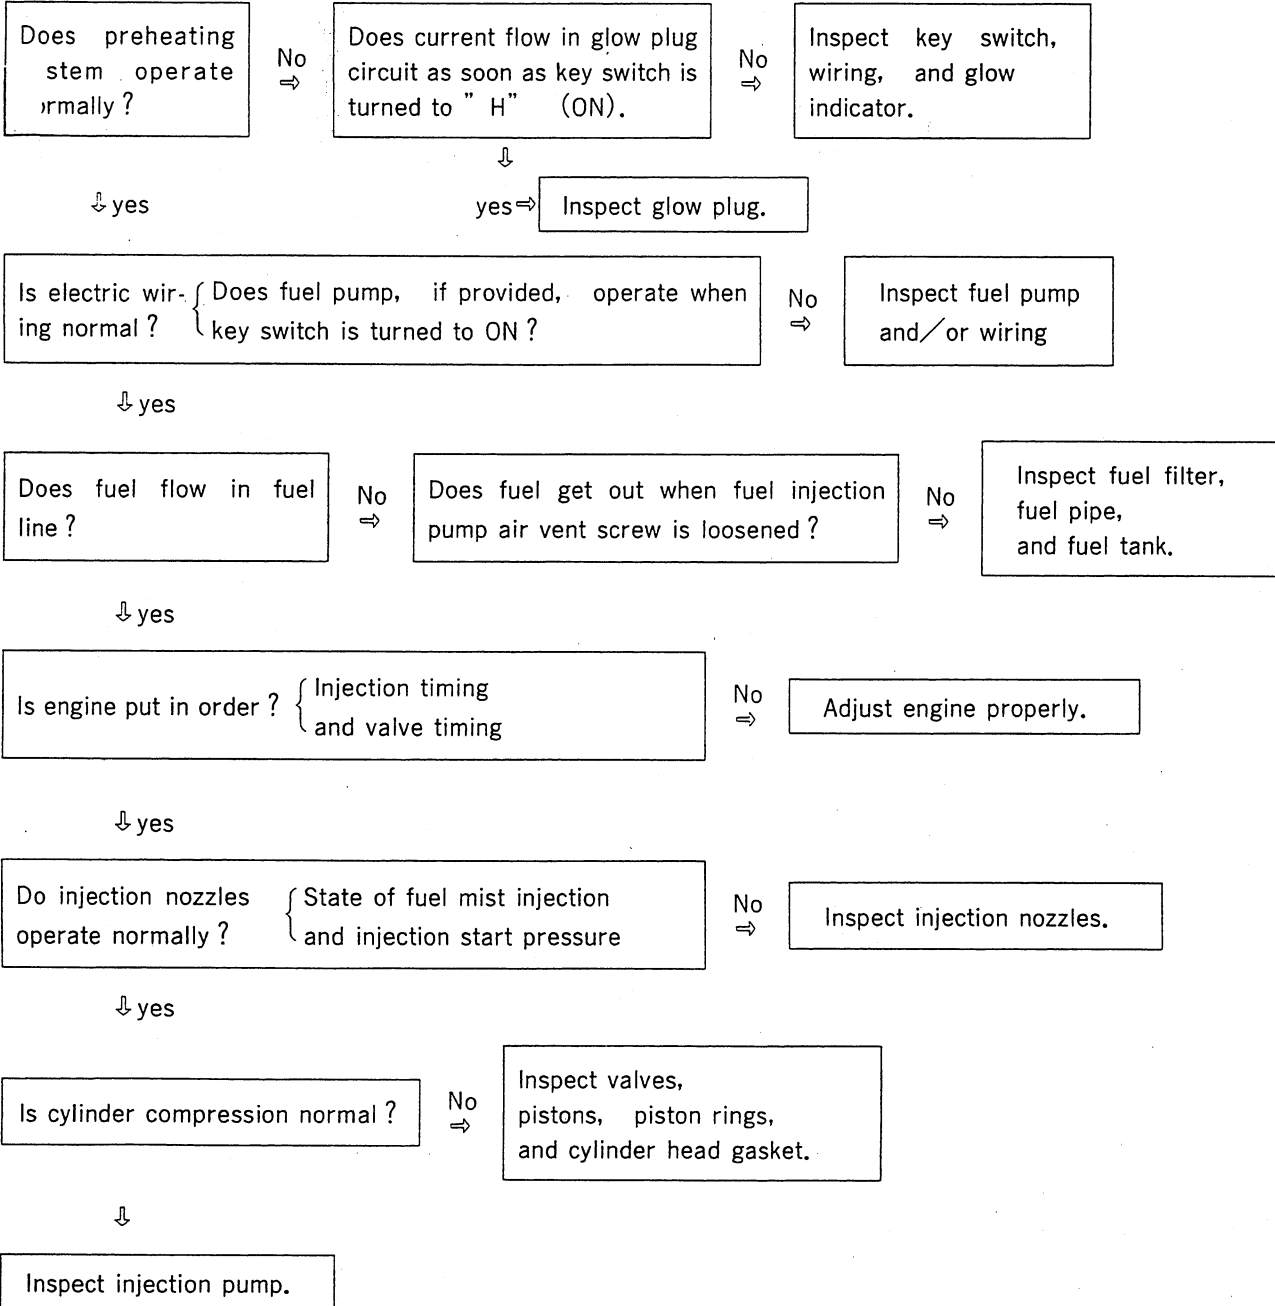 Does preheating
stem operate
rmally?
No
⇒
Does current flow in glow plug
circuit as soon as key switch is
turned to " H" (ON).
No
⇒
Inspect key switch,
wiring, and glow
indicator.
⇩
⇩ yes
yes⇒
Inspect glow plug.
Is electric wir-
ing normal?
Does fuel pump, if provided, operate when
key switch is turned to ON?
No
⇒
Inspect fuel pump
and/or wiring
⇩ yes
Does fuel flow in fuel
line?
No
⇒
Does fuel get out when fuel injection
pump air vent screw is loosened?
No
⇒
Inspect fuel filter,
fuel pipe,
and fuel tank.
⇩ yes
Is engine put in order?
Injection timing
and valve timing
No
⇒
Adjust engine properly.
⇩ yes
Do injection nozzles
operate normally?
State of fuel mist injection
and injection start pressure
No
⇒
Inspect injection nozzles.
⇩ yes
Is cylinder compression normal?
No
⇒
Inspect valves,
pistons, piston rings,
and cylinder head gasket.
⇩
Inspect injection pump.